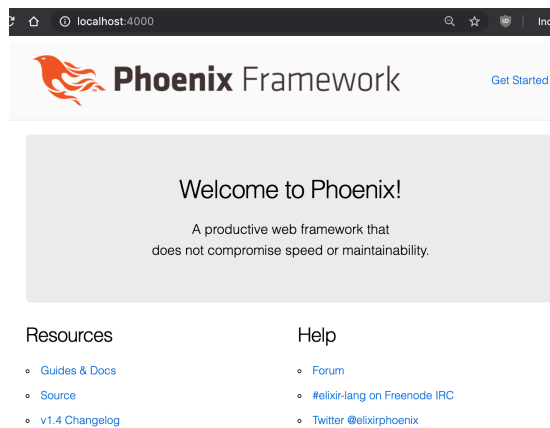 localhost:4000
Phoenix Framework
Get Started
Welcome to Phoenix!
A productive web framework that
does not compromise speed or maintainability.
Resources
Guides & Docs
Source
v1.4 Changelog
Help
Forum
#elixir-lang on Freenode IRC
Twitter @elixirphoenix